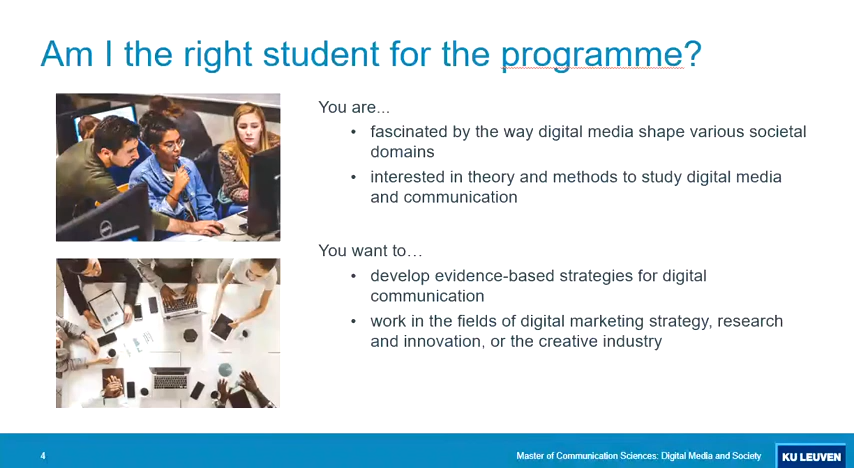 Am I the right student for the programme?
You are...
• fascinated by the way digital media shape various societal
domains
• interested in theory and methods to study digital media
and communication
You want to…
• develop evidence-based strategies for digital
communication
• work in the fields of digital marketing strategy, research
and innovation, or the creative industry
4
Master of Communication Sciences: Digital Media and Society
KU LEUVEN